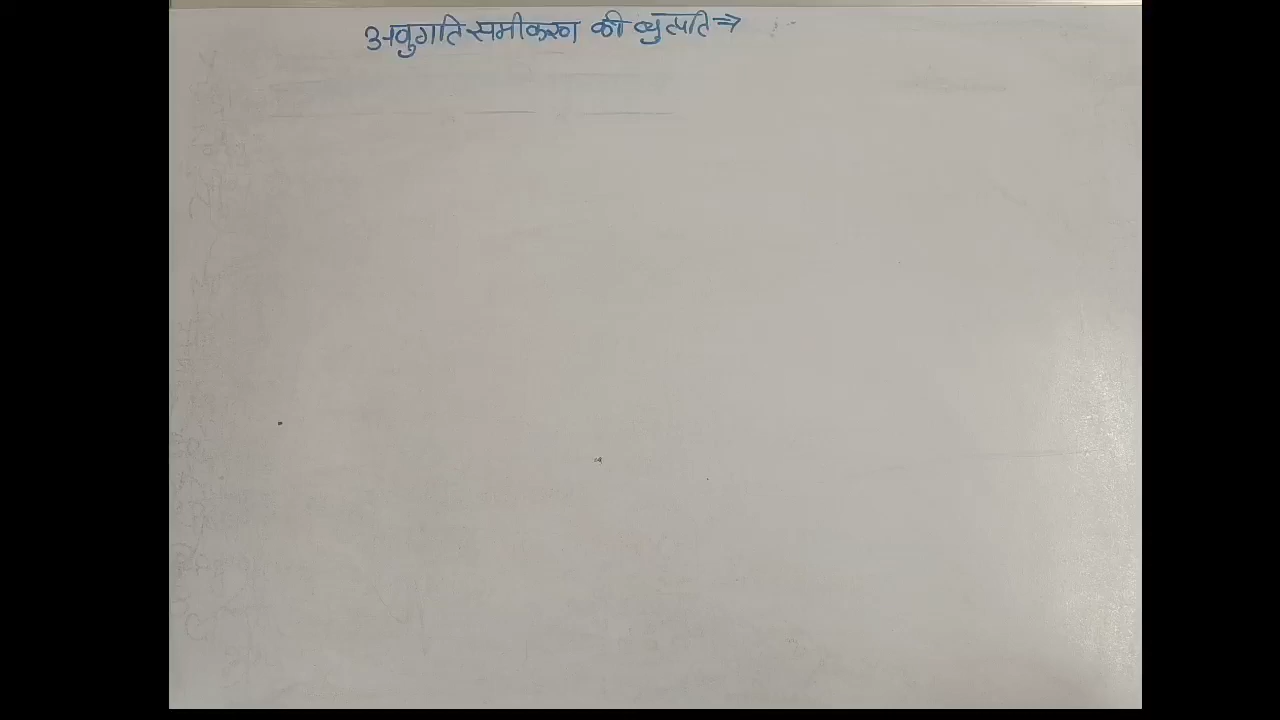 अनुगति समीकरण की व्युत्पति ⇒